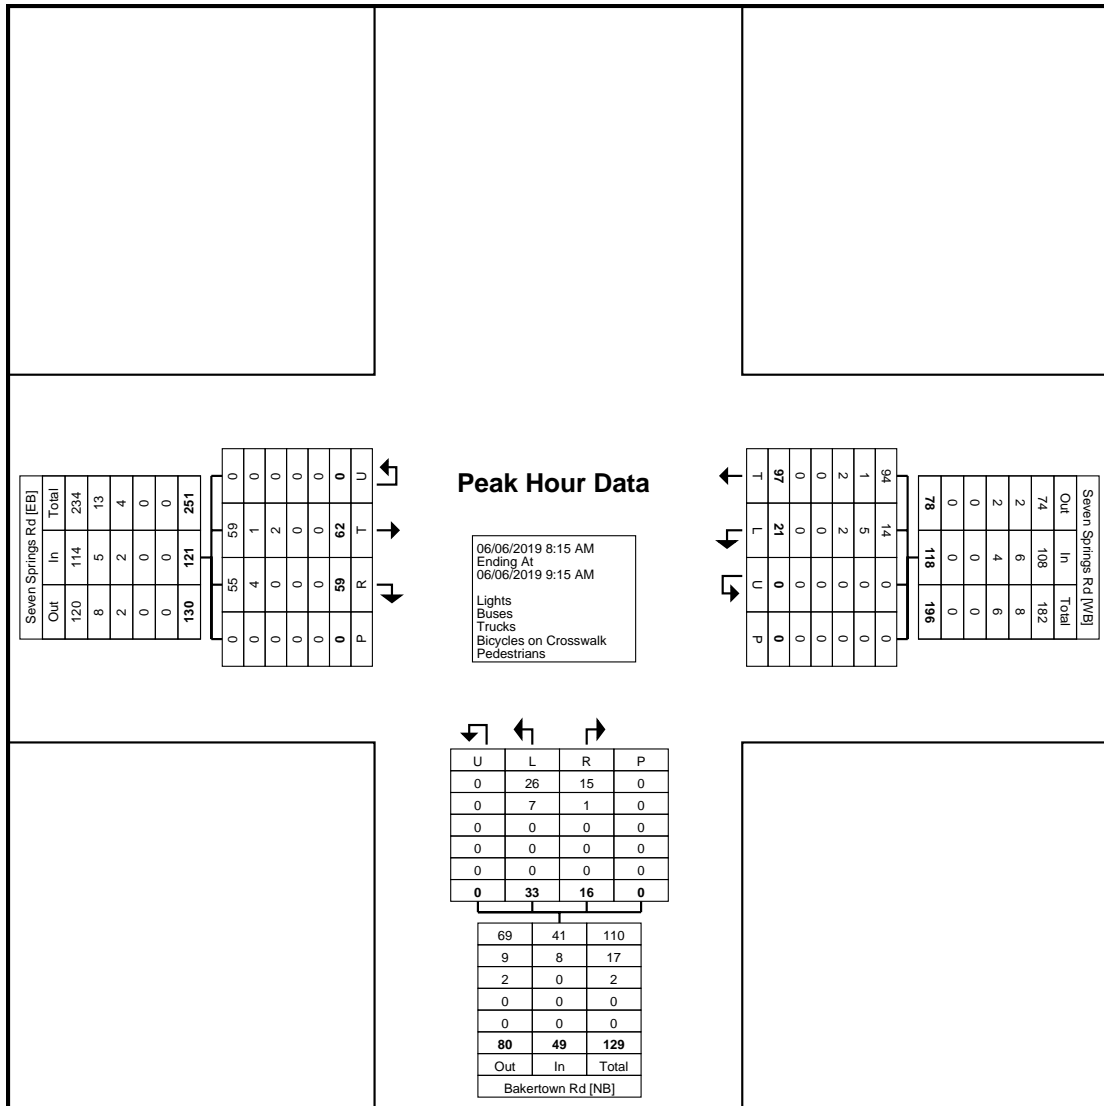 Peak Hour Data
06/06/2019 8:15 AM
Ending At
06/06/2019 9:15 AM
Lights
Buses
Trucks
Bicycles on Crosswalk
Pedestrians
Seven Springs Rd [EB]
Out In Total
120 114 234
8 5 13
2 2 4
0 0 0
0 0 0
130 121 251
0 55 59 0
0 4 1 0
0 0 2 0
0 0 0 0
0 0 0 0
0 59 62 0
P R T U
Seven Springs Rd [WB]
Out In Total
74 108 182
2 6 8
2 4 6
0 0 0
0 0 0
78 118 196
94 14 0 0
1 5 0 0
2 2 0 0
0 0 0 0
0 0 0 0
97 21 0 0
T L U P
U L R P
0 26 15 0
0 7 1 0
0 0 0 0
0 0 0 0
0 0 0 0
0 33 16 0
69 41 110
9 8 17
2 0 2
0 0 0
0 0 0
80 49 129
Out In Total
Bakertown Rd [NB]